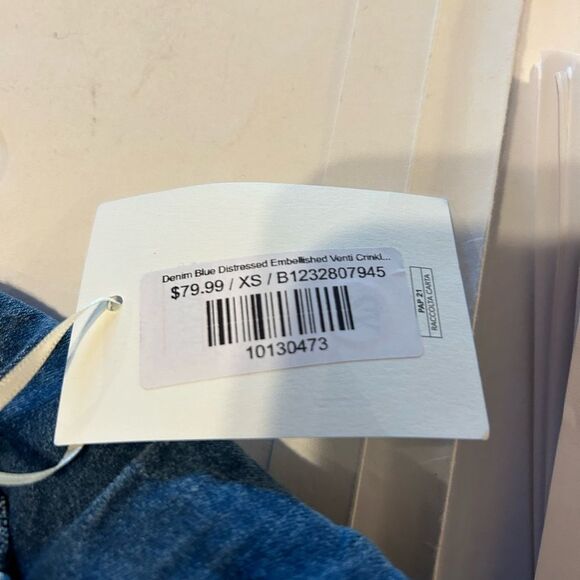 Denim Blue Distressed Embellished Venti Crinkl...
$79.99 / XS / B1232807945
10130473
PAP 21
RACCOLTA CARTA